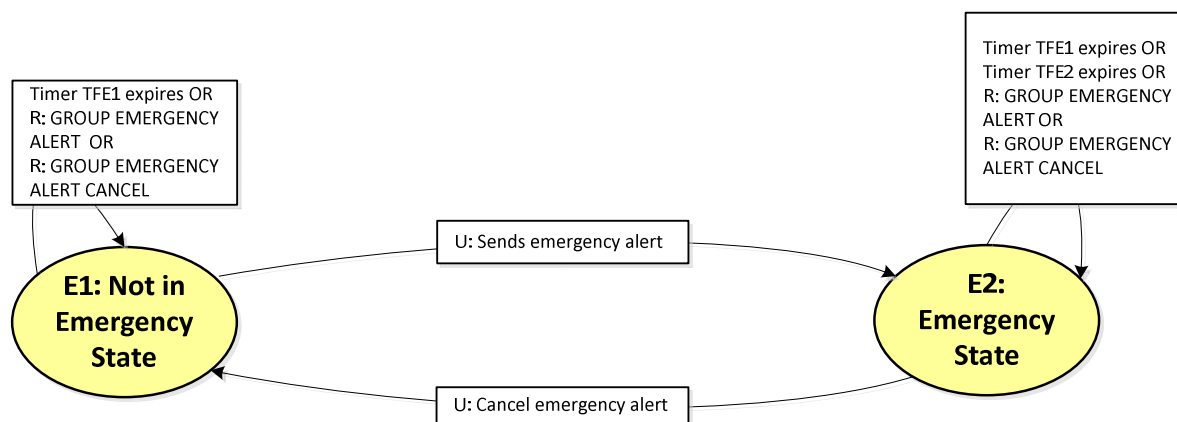 Timer TFE1 expires OR
R: GROUP EMERGENCY
ALERT OR
R: GROUP EMERGENCY
ALERT CANCEL
Timer TFE1 expires OR
Timer TFE2 expires OR
R: GROUP EMERGENCY
ALERT OR
R: GROUP EMERGENCY
ALERT CANCEL
U: Sends emergency alert
E1: Not in
Emergency
State
E2:
Emergency
State
U: Cancel emergency alert